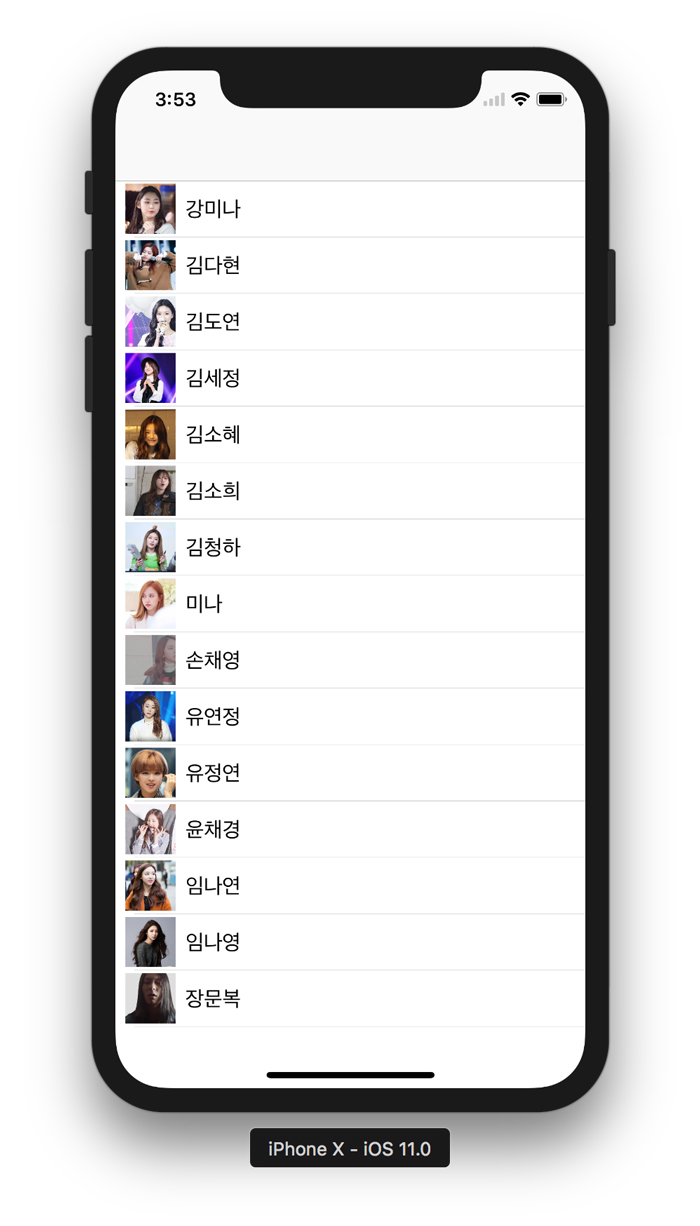 3:53
강미나
김다현
김도연
김세정
김소혜
김소희
김청하
미나
손채영
유연정
유정연
윤채경
임나연
임나영
장문복
iPhone X - iOS 11.0